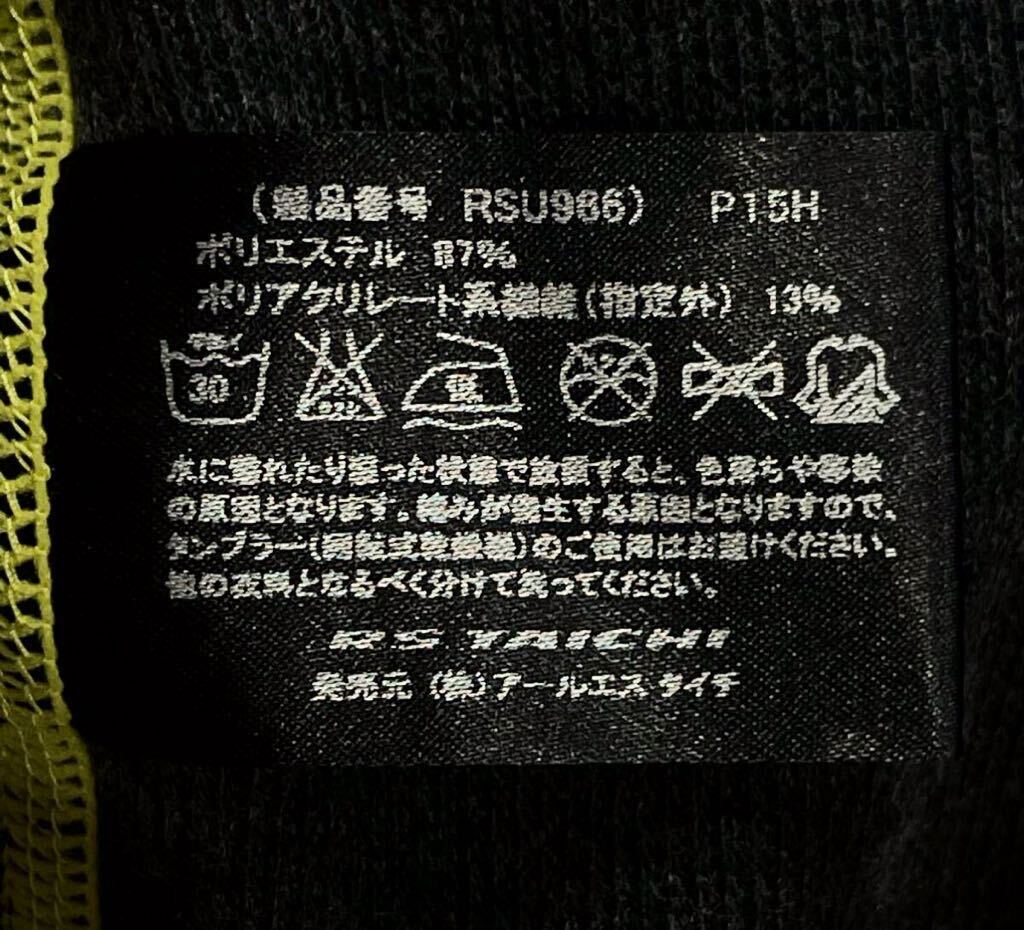 （製品番号 RSU986） P15H
ポリエステル 87%
ポリアクリレート系繊維（指定外） 13%
30
低
水に濡れたり湿った状態で放置すると、色落ちや移染
の原因となります。縮みが発生する原因となりますので、
タンブラー（回転式乾燥機）のご使用はお避けください。
他の衣料となるべく分けて洗ってください。
RS TAICHI
発売元 （株）アールエス タイチ